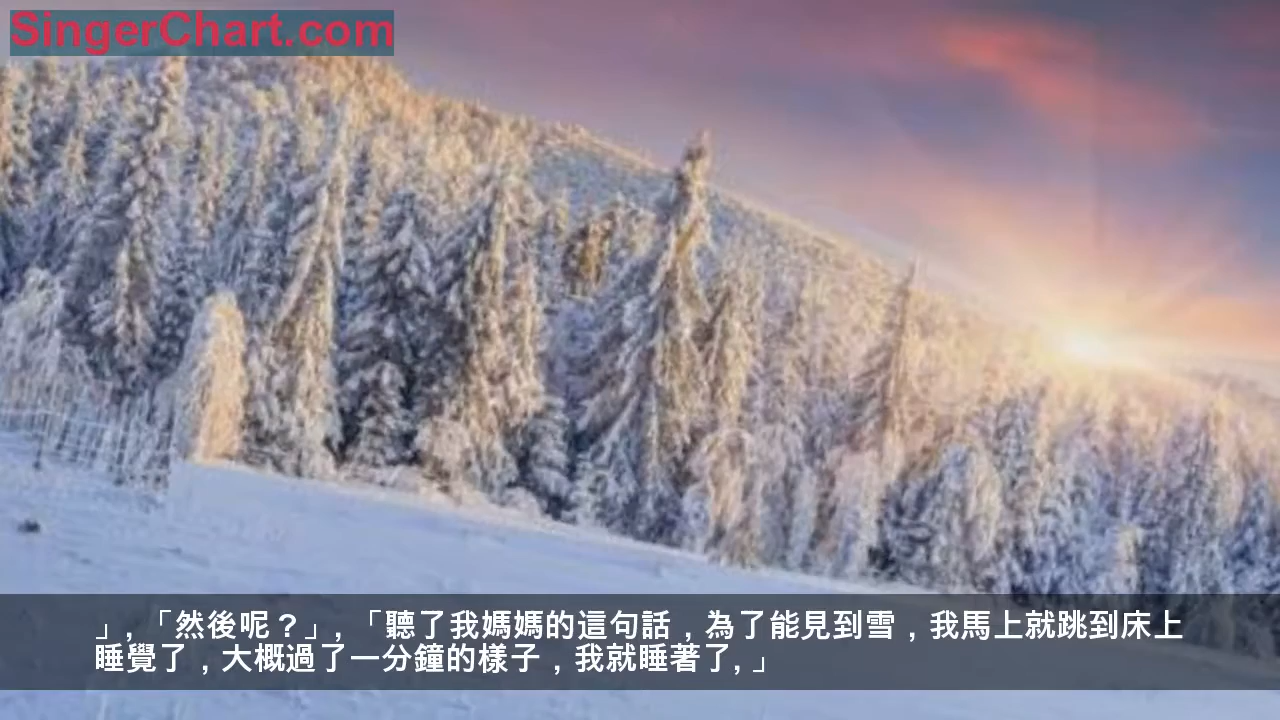 SingerChart.com
」,「然後呢？」,「聽了我媽媽的這句話，為了能見到雪，我馬上就跳到床上
睡覺了，大概過了一分鐘的樣子，我就睡著了,」